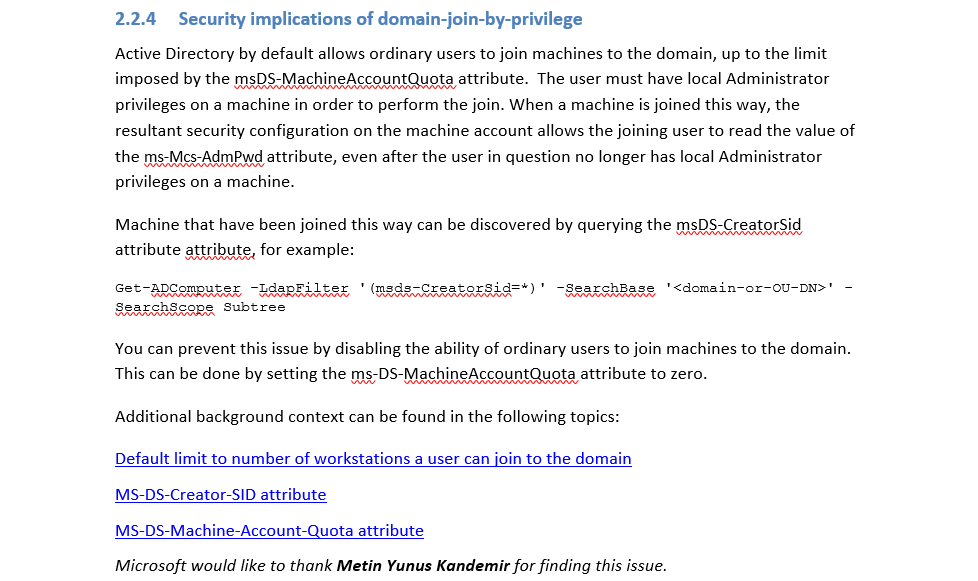 2.2.4 Security implications of domain-join-by-privilege
Active Directory by default allows ordinary users to join machines to the domain, up to the limit
imposed by the msDS-MachineAccountQuota attribute.  The user must have local Administrator
privileges on a machine in order to perform the join. When a machine is joined this way, the
resultant security configuration on the machine account allows the joining user to read the value of
the ms-Mcs-AdmPwd attribute, even after the user in question no longer has local Administrator
privileges on a machine.
Machine that have been joined this way can be discovered by querying the msDS-CreatorSid
attribute attribute, for example:
Get-ADComputer -LdapFilter '(msds-CreatorSid=*)' -SearchBase '<domain-or-OU-DN>' -
SearchScope Subtree
You can prevent this issue by disabling the ability of ordinary users to join machines to the domain.
This can be done by setting the ms-DS-MachineAccountQuota attribute to zero.
Additional background context can be found in the following topics:
Default limit to number of workstations a user can join to the domain
MS-DS-Creator-SID attribute
MS-DS-Machine-Account-Quota attribute
Microsoft would like to thank Metin Yunus Kandemir for finding this issue.